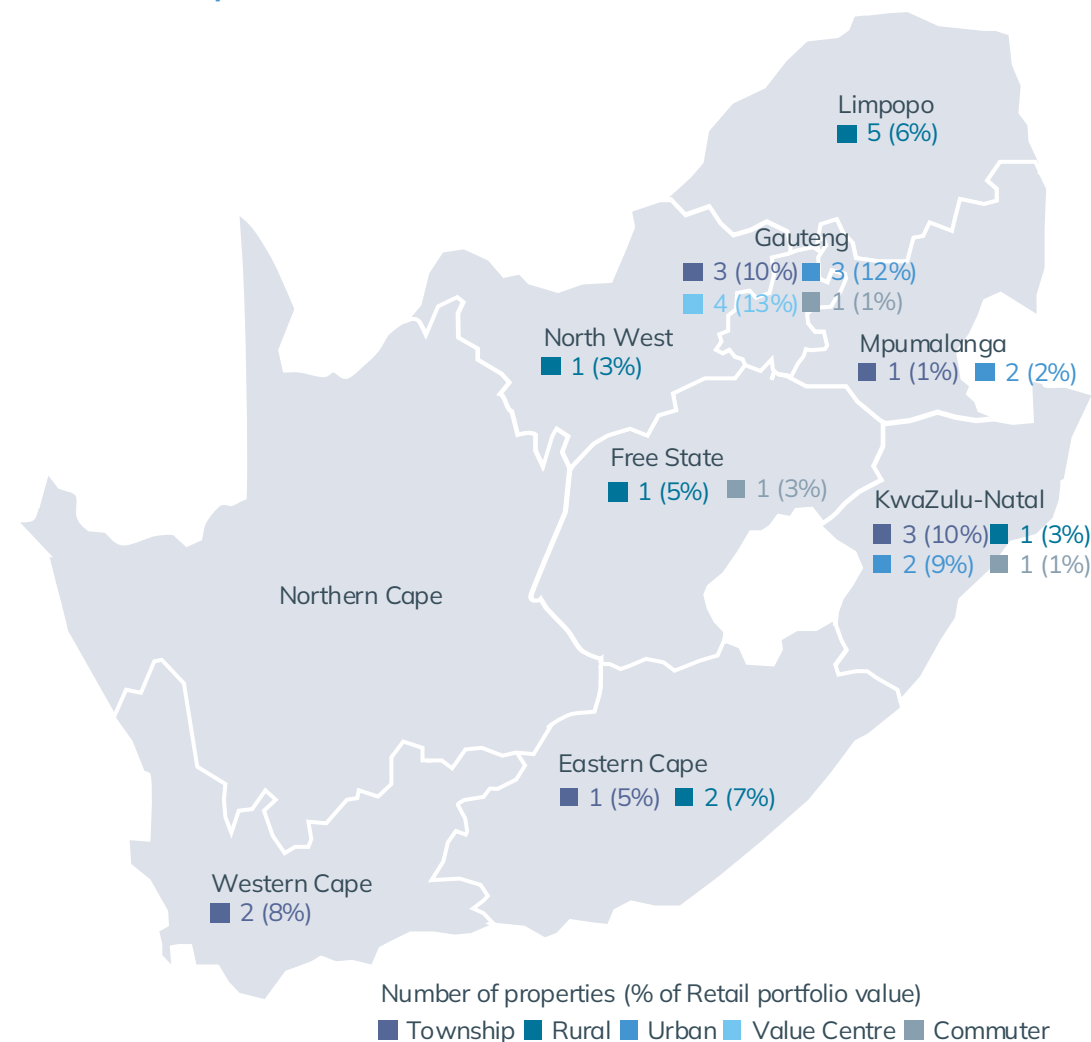 Limpopo
5 (6%)
Gauteng
3 (10%) 3 (12%)
4 (13%) 1 (1%)
North West
1 (3%)
Mpumalanga
1 (1%) 2 (2%)
Free State
1 (5%) 1 (3%)
KwaZulu-Natal
3 (10%) 1 (3%)
2 (9%) 1 (1%)
Northern Cape
Eastern Cape
1 (5%) 2 (7%)
Western Cape
2 (8%)
Number of properties (% of Retail portfolio value)
Township Rural Urban Value Centre Commuter